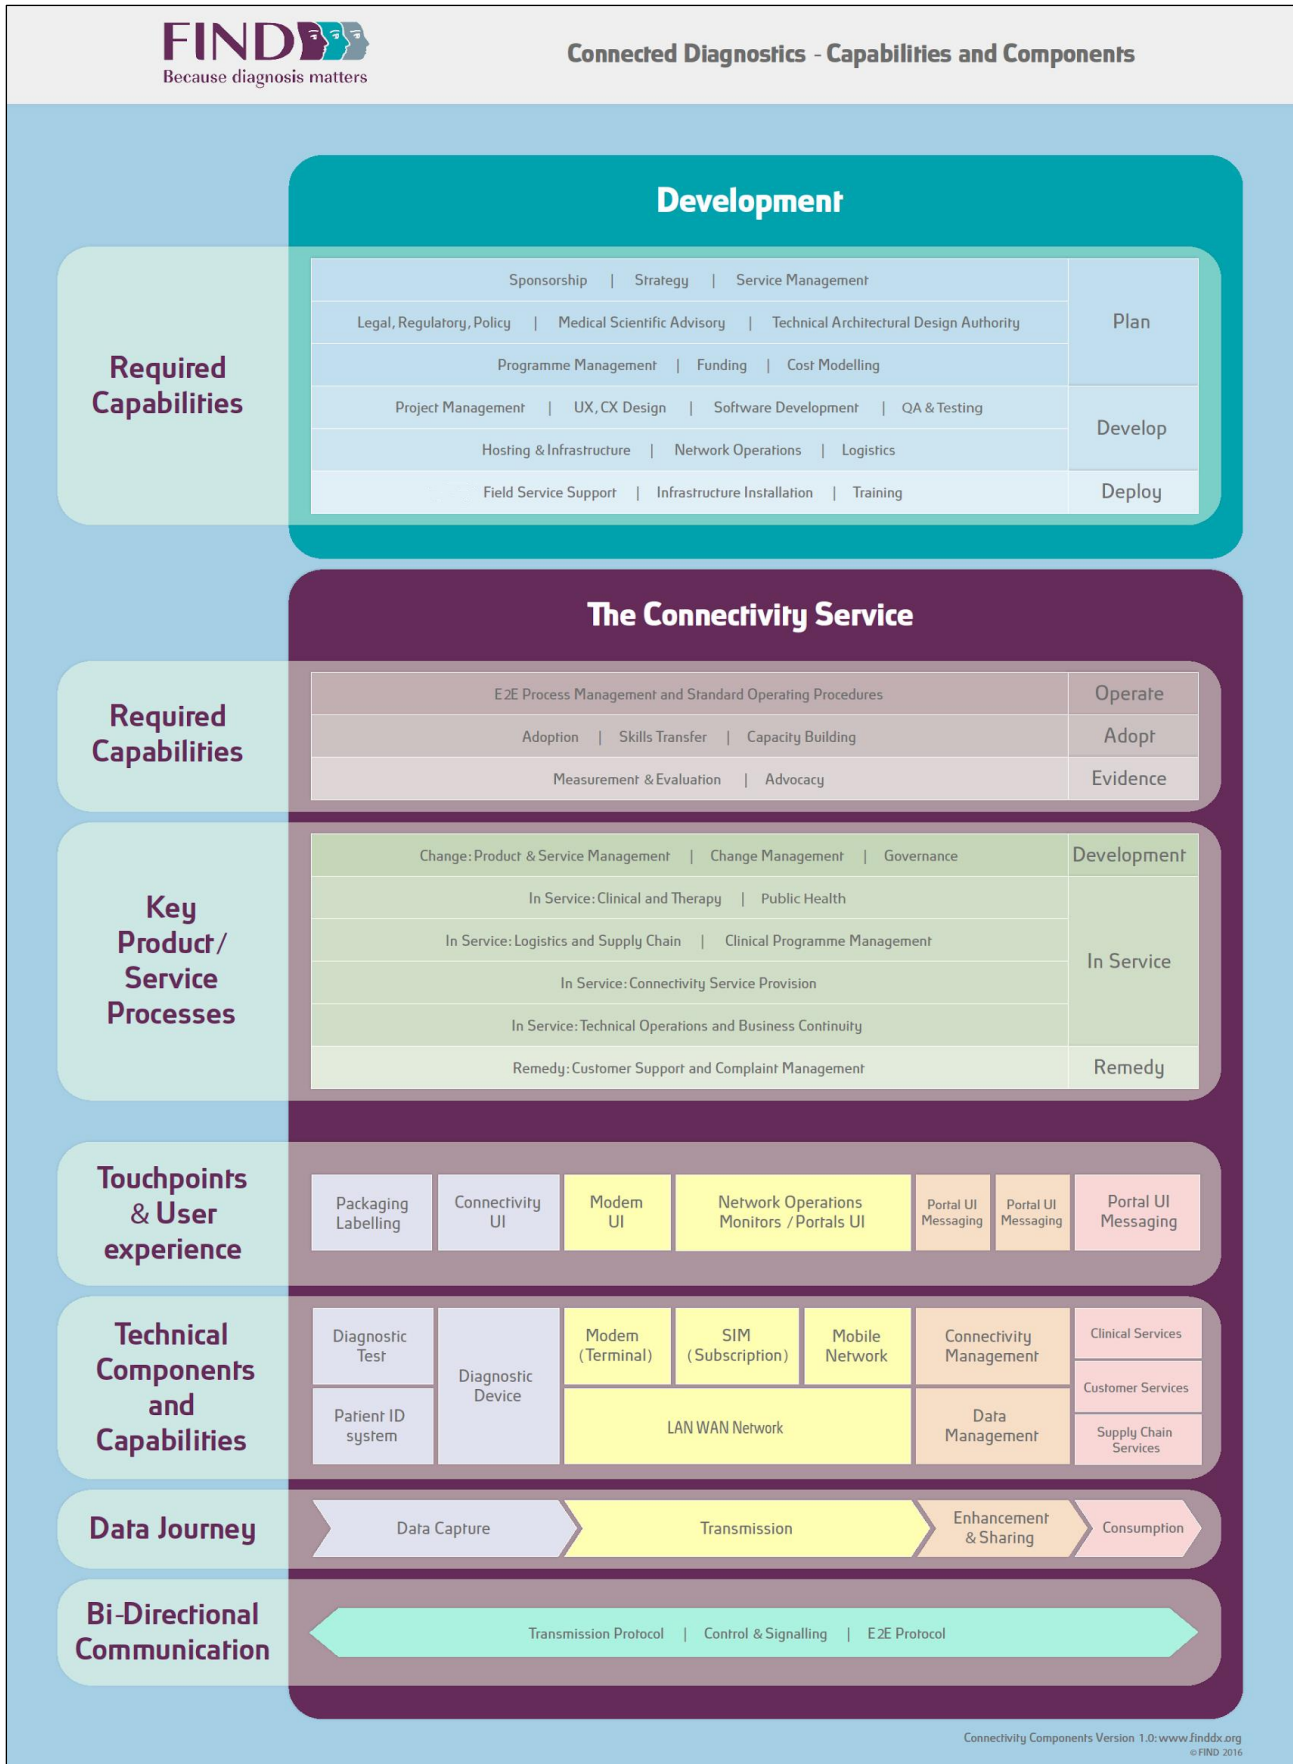 FIND
Because diagnosis matters
Connected Diagnostics - Capabilities and Components
Development
Required
Capabilities
Sponsorship | Strategy | Service Management
Legal, Regulatory, Policy | Medical Scientific Advisory | Technical Architectural Design Authority
Programme Management | Funding | Cost Modelling
Plan
Project Management | UX, CX Design | Software Development | QA & Testing
Hosting & Infrastructure | Network Operations | Logistics
Develop
Field Service Support | Infrastructure Installation | Training
Deploy
The Connectivity Service
Required
Capabilities
E2E Process Management and Standard Operating Procedures
Operate
Adoption | Skills Transfer | Capacity Building
Adopt
Measurement & Evaluation | Advocacy
Evidence
Key
Product/
Service
Processes
Change: Product & Service Management | Change Management | Governance
Development
In Service: Clinical and Therapy | Public Health
In Service: Logistics and Supply Chain | Clinical Programme Management
In Service: Connectivity Service Provision
In Service: Technical Operations and Business Continuity
In Service
Remedy: Customer Support and Complaint Management
Remedy
Touchpoints
& User
experience
Packaging
Labelling
Connectivity
UI
Modem
UI
Network Operations
Monitors / Portals UI
Portal UI
Messaging
Portal UI
Messaging
Portal UI
Messaging
Technical
Components
and
Capabilities
Diagnostic
Test
Patient ID
system
Diagnostic
Device
Modem
(Terminal)
SIM
(Subscription)
Mobile
Network
LAN WAN Network
Connectivity
Management
Data
Management
Clinical Services
Customer Services
Supply Chain
Services
Data Journey
Data Capture
Transmission
Enhancement
& Sharing
Consumption
Bi-Directional
Communication
Transmission Protocol | Control & Signalling | E2E Protocol
Connectivity Components Version 1.0: www.finddx.org
© FIND 2016